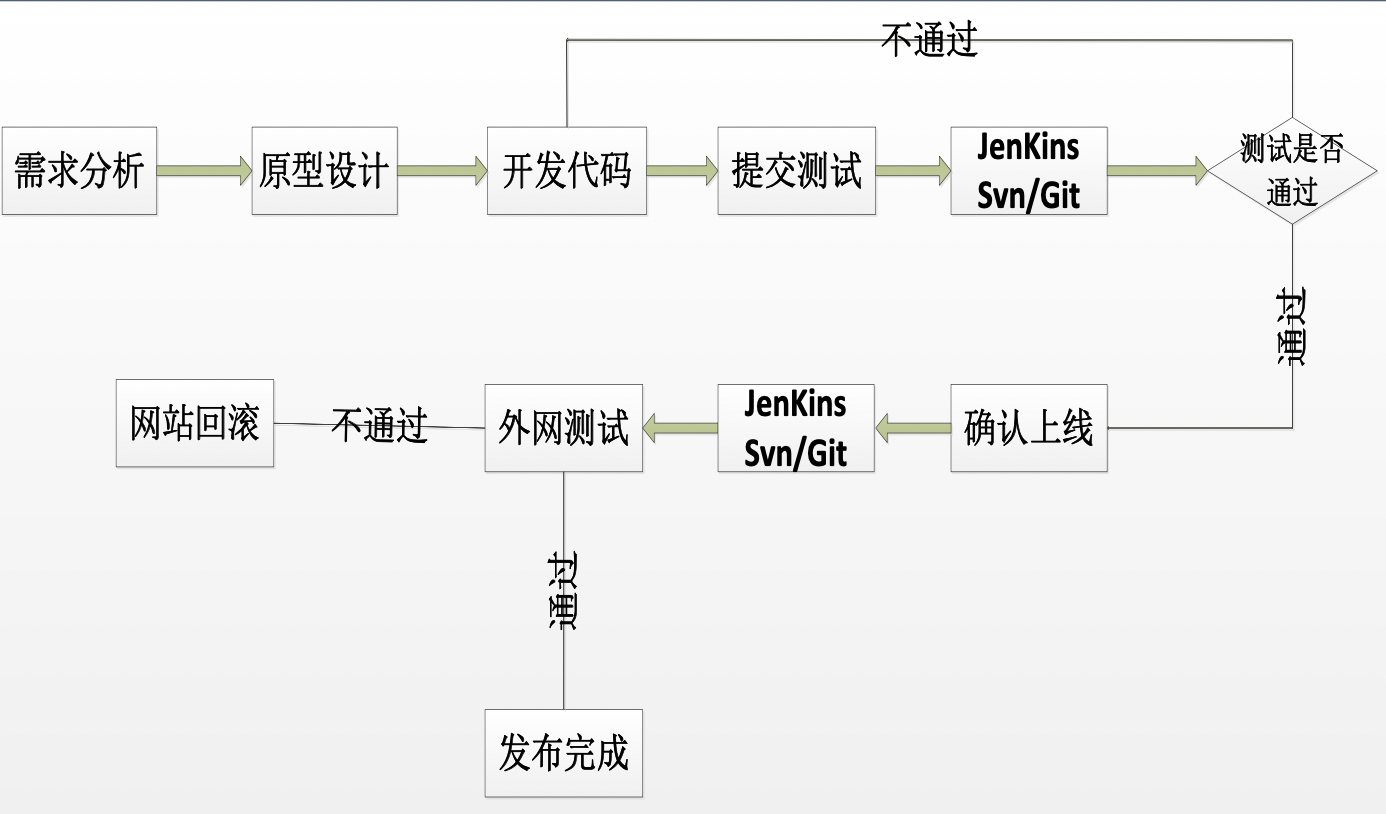 不通过
需求分析
原型设计
开发代码
提交测试
JenKins
Svn/Git
测试是否
通过
通过
网站回滚
不通过
外网测试
JenKins
Svn/Git
确认上线
通过
发布完成